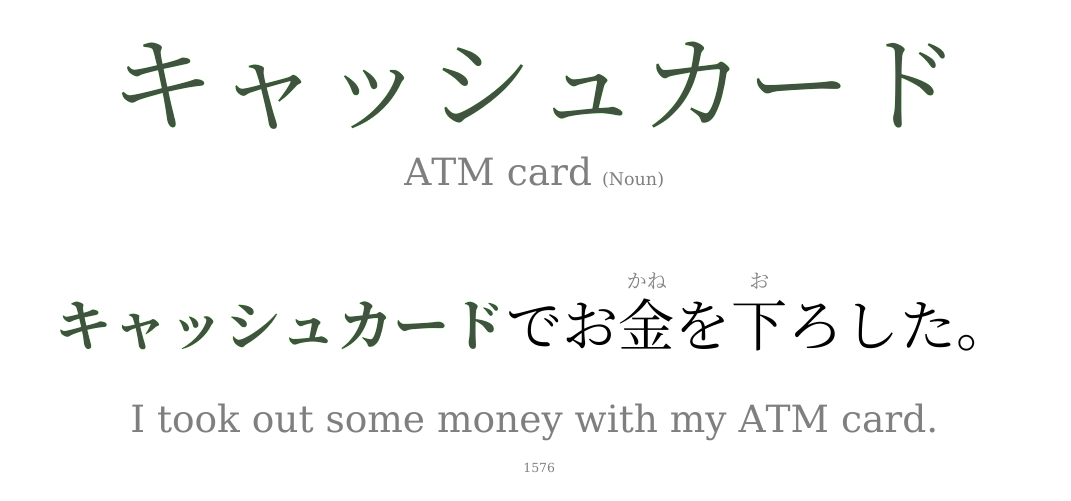 キャッシュカード
ATM card (Noun)
かね お
キャッシュカードでお金を下ろした。
I took out some money with my ATM card.
1576